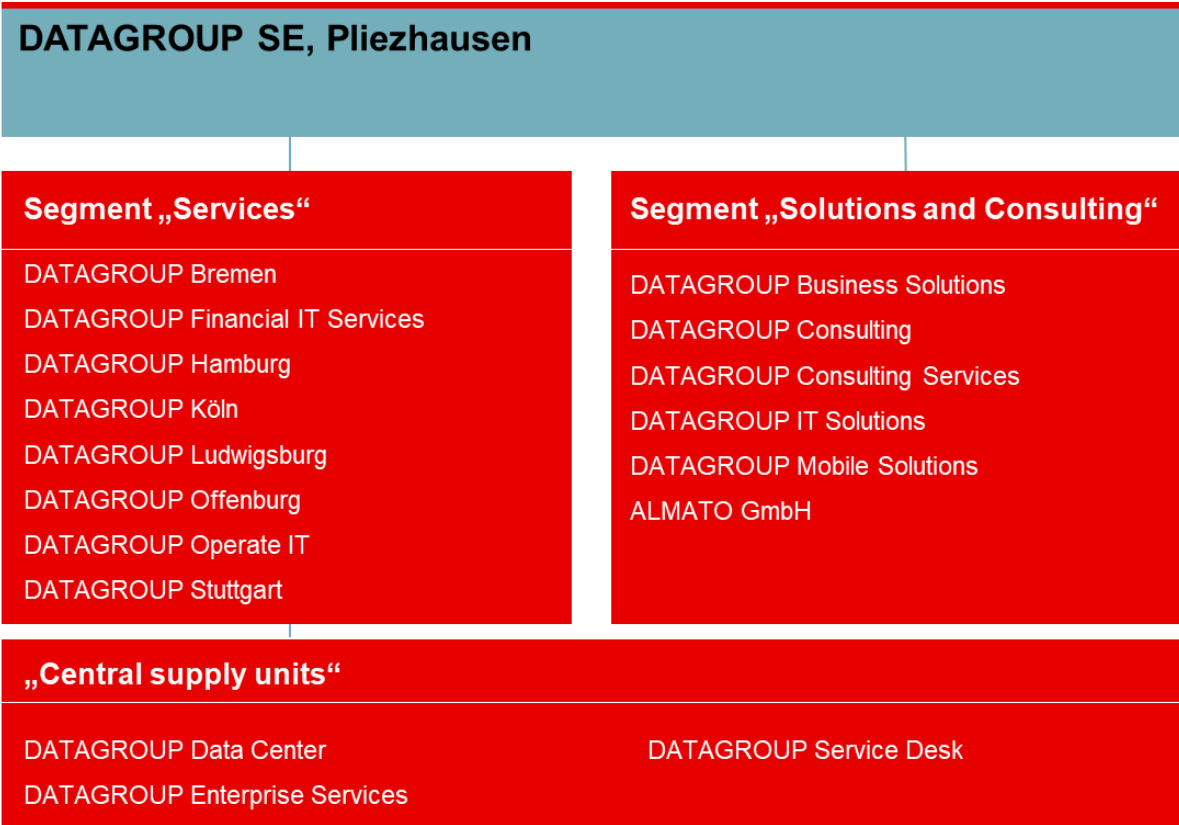 DATAGROUP SE, Pliezhausen
Segment „Services“
DATAGROUP Bremen
DATAGROUP Financial IT Services
DATAGROUP Hamburg
DATAGROUP Köln
DATAGROUP Ludwigsburg
DATAGROUP Offenburg
DATAGROUP Operate IT
DATAGROUP Stuttgart
Segment „Solutions and Consulting“
DATAGROUP Business Solutions
DATAGROUP Consulting
DATAGROUP Consulting Services
DATAGROUP IT Solutions
DATAGROUP Mobile Solutions
ALMATO GmbH
„Central supply units“
DATAGROUP Data Center
DATAGROUP Enterprise Services
DATAGROUP Service Desk